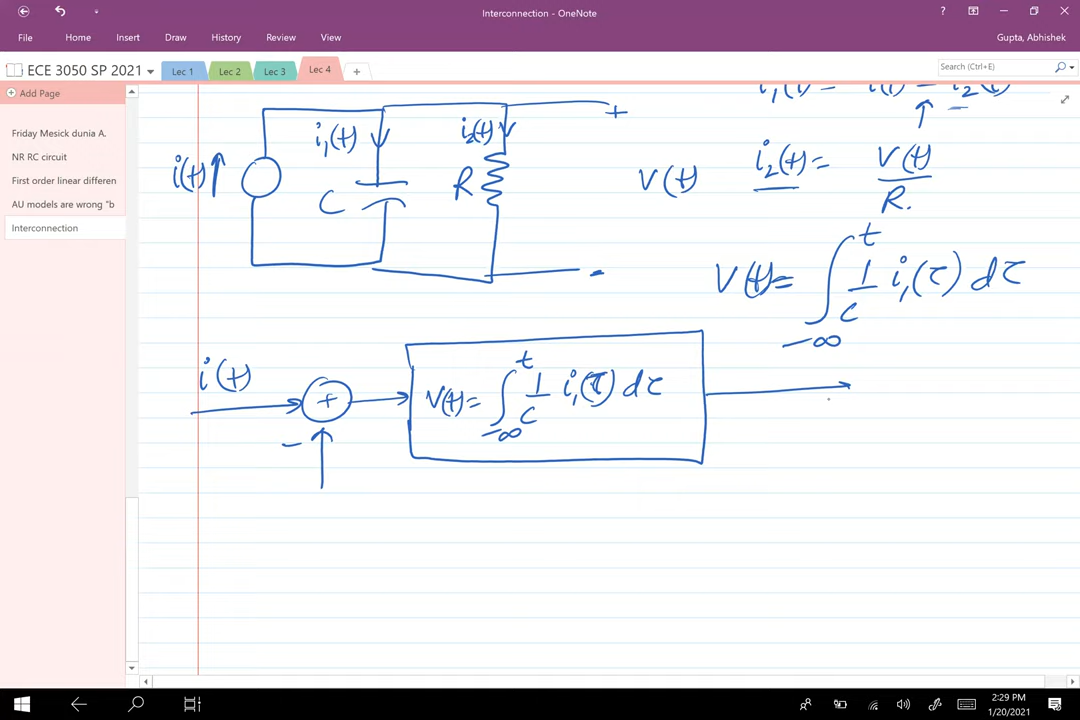 Interconnection - OneNote
?
File Home Insert Draw History Review View
Gupta, Abhishek
ECE 3050 SP 2021
Lec 1 Lec 2 Lec 3 Lec 4 +
Search (Ctrl+E)
Add Page
Friday Mesick dunia A.
NR RC circuit
First order linear differen
AU models are wrong "b
Interconnection
i(t)
i₁(t)
C
i₂(t)
R
+
-
V(t)
i₂(t) = V(t)/R.
V(t) = ∫_{-∞}^{t} 1/C i₁(τ) dτ
i(t)
+
-
V(t) = ∫_{-∞}^{t} 1/C i₁(τ) dτ
2:29 PM
1/20/2021